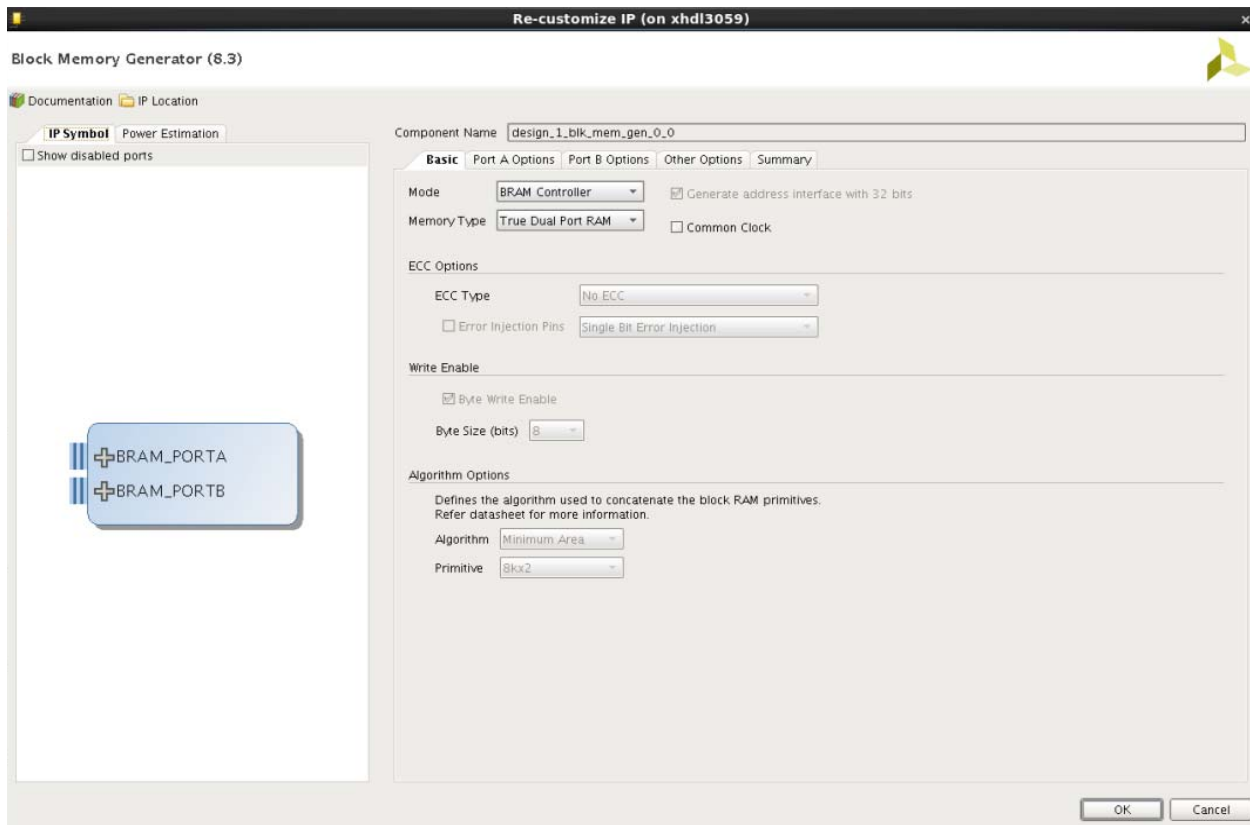 Re-customize IP (on xhdl3059)
Block Memory Generator (8.3)
Documentation IP Location
IP Symbol Power Estimation
Show disabled ports
BRAM_PORTA
BRAM_PORTB
Component Name design_1_blk_mem_gen_0_0
Basic Port A Options Port B Options Other Options Summary
Mode BRAM Controller Generate address interface with 32 bits
Memory Type True Dual Port RAM Common Clock
ECC Options
ECC Type No ECC
Error Injection Pins Single Bit Error Injection
Write Enable
Byte Write Enable
Byte Size (bits) 8
Algorithm Options
Defines the algorithm used to concatenate the block RAM primitives.
Refer datasheet for more information.
Algorithm Minimum Area
Primitive 8kx2
OK Cancel